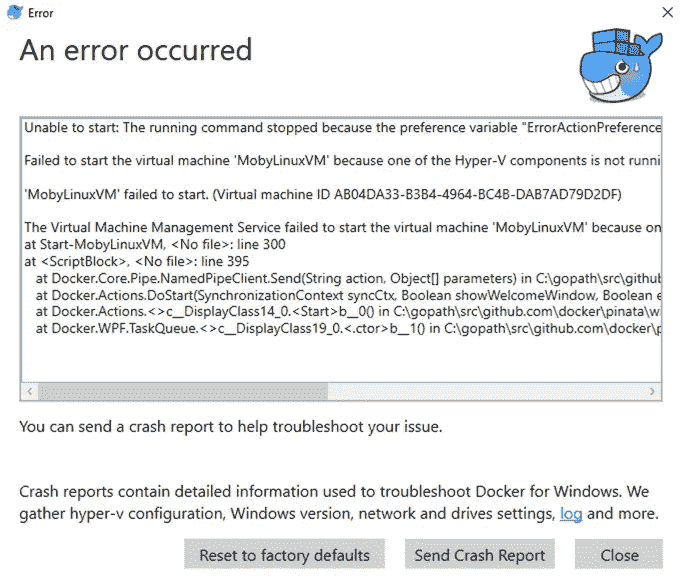 Error
An error occurred
Unable to start: The running command stopped because the preference variable "ErrorActionPreference
Failed to start the virtual machine 'MobyLinuxVM' because one of the Hyper-V components is not runni
'MobyLinuxVM' failed to start. (Virtual machine ID AB04DA33-B3B4-4964-BC4B-DAB7AD79D2DF)
The Virtual Machine Management Service failed to start the virtual machine 'MobyLinuxVM' because on
at Start-MobyLinuxVM, <No file>: line 300
at <ScriptBlock>, <No file>: line 395
at Docker.Core.Pipe.NamedPipeClient.Send(String action, Object[] parameters) in C:\gopath\src\github
at Docker.Actions.DoStart(SynchronizationContext syncCtx, Boolean showWelcomeWindow, Boolean e
at Docker.Actions.<>c__DisplayClass14_0.<Start>b__0() in C:\gopath\src\github.com\docker\pinata\w
at Docker.WPF.TaskQueue.<>c__DisplayClass19_0.<.ctor>b__1() in C:\gopath\src\github.com\docker\p
You can send a crash report to help troubleshoot your issue.
Crash reports contain detailed information used to troubleshoot Docker for Windows. We
gather hyper-v configuration, Windows version, network and drives settings, log and more.
Reset to factory defaults
Send Crash Report
Close